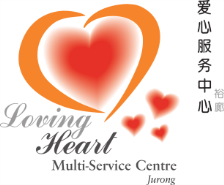 爱心服务中心
裕廊
Loving
Heart
Multi-Service Centre
Jurong